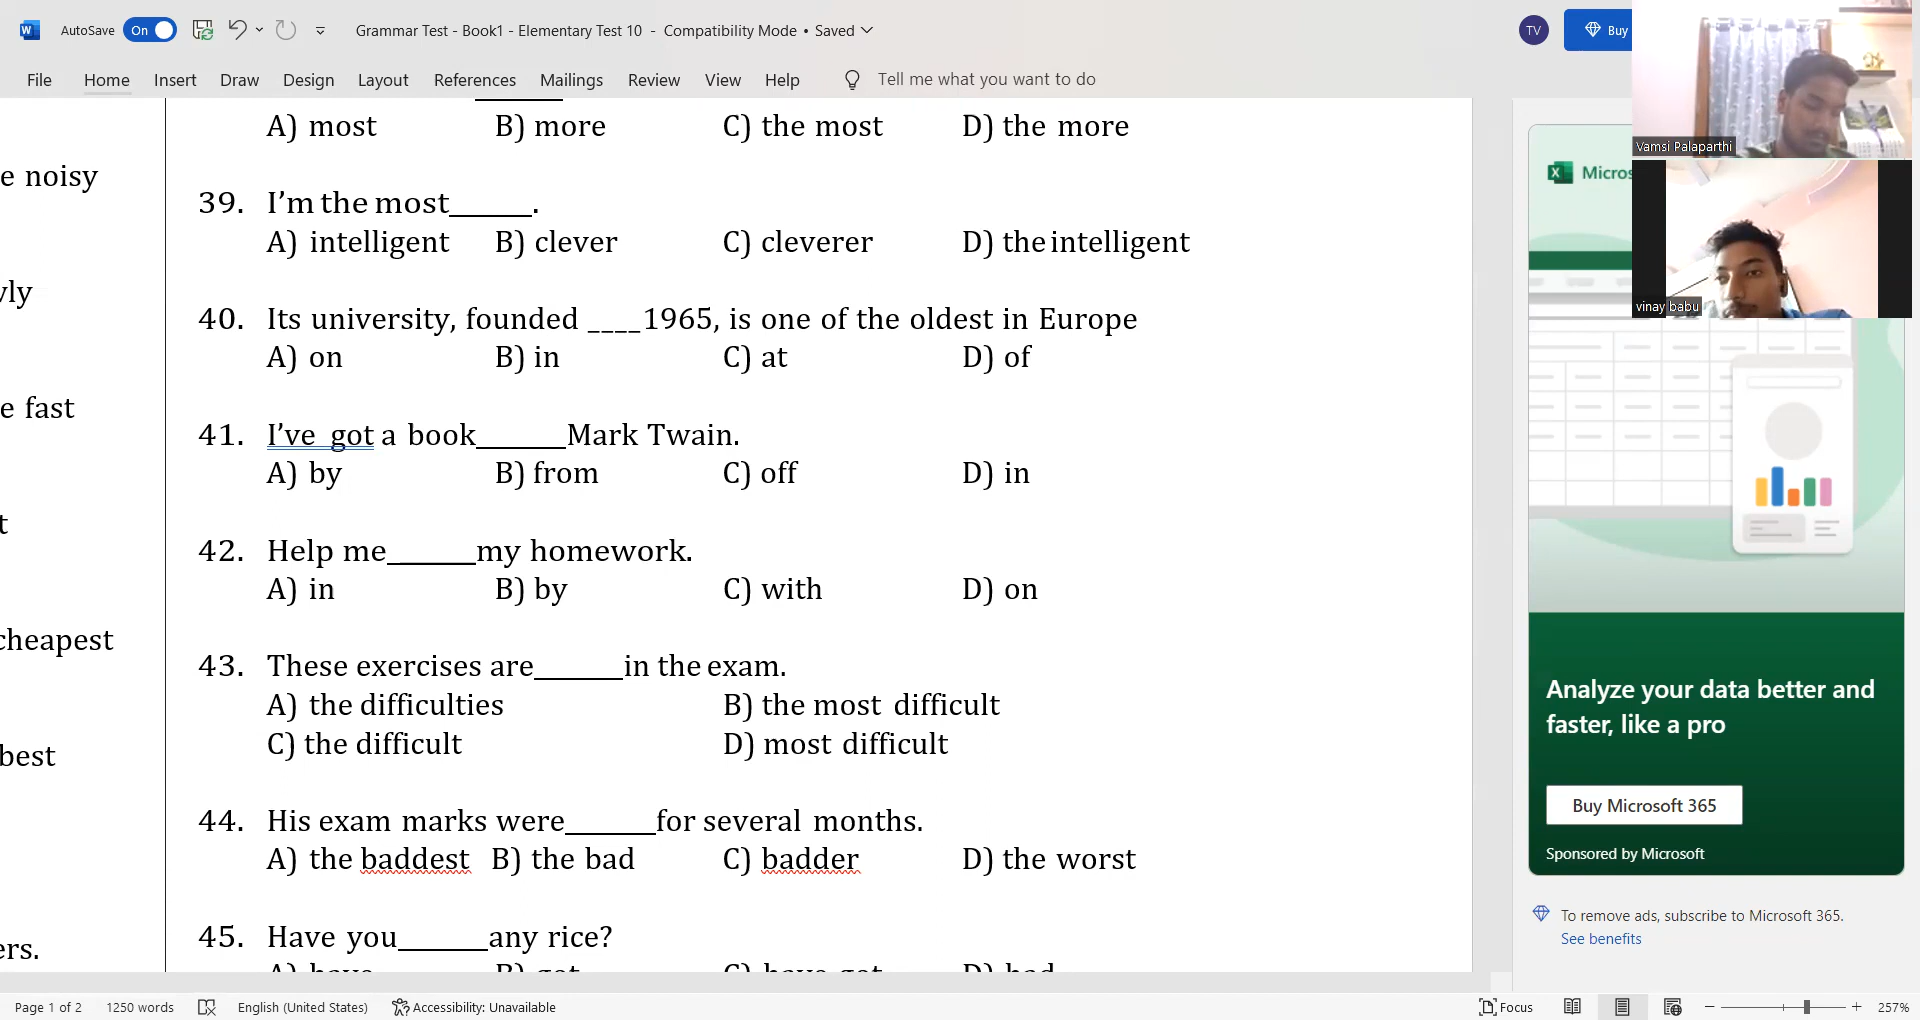 AutoSave On Grammar Test - Book1 - Elementary Test 10 - Compatibility Mode • Saved TV Buy
File Home Insert Draw Design Layout References Mailings Review View Help Tell me what you want to do
Vamsi Palaparthi
vinay babu
e noisy
e fast
cheapest
best
ers.
A) most B) more C) the most D) the more
39. I’m the most______.
A) intelligent B) clever C) cleverer D) the intelligent
40. Its university, founded ____1965, is one of the oldest in Europe
A) on B) in C) at D) of
41. I’ve got a book______Mark Twain.
A) by B) from C) off D) in
42. Help me______my homework.
A) in B) by C) with D) on
43. These exercises are______in the exam.
A) the difficulties B) the most difficult
C) the difficult D) most difficult
44. His exam marks were______for several months.
A) the baddest B) the bad C) badder D) the worst
45. Have you______any rice?
Micros
Analyze your data better and
faster, like a pro
Buy Microsoft 365
Sponsored by Microsoft
To remove ads, subscribe to Microsoft 365.
See benefits
Page 1 of 2 1250 words English (United States) Accessibility: Unavailable Focus 257%